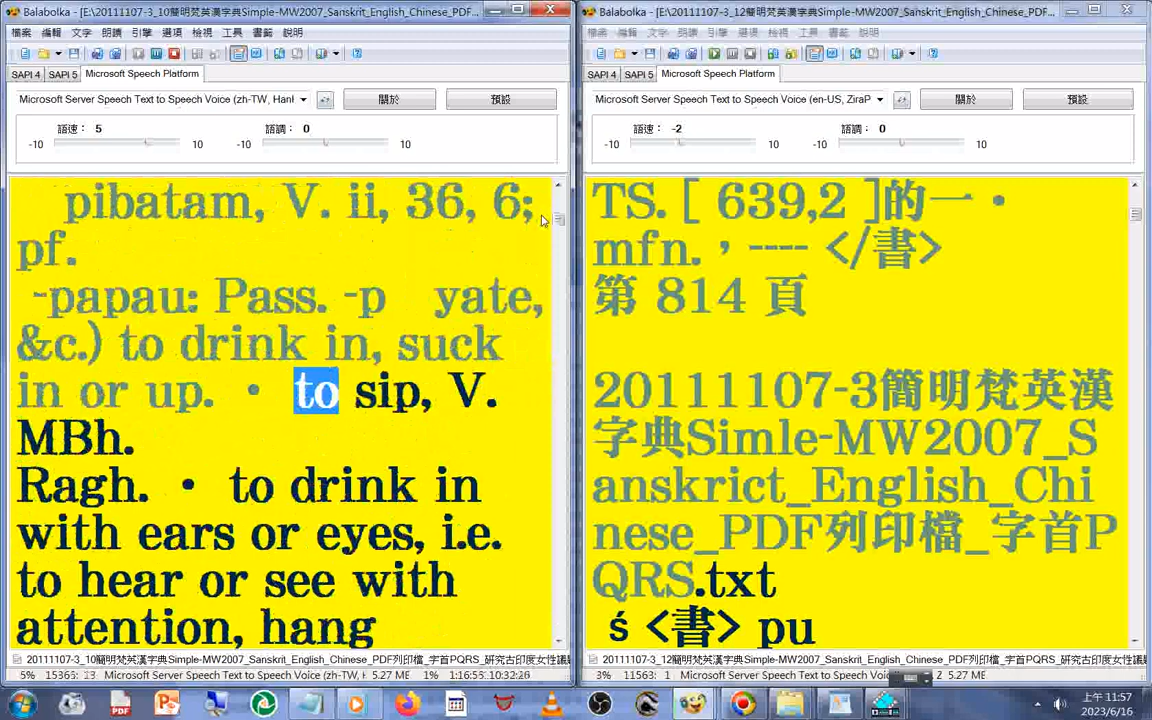 Balabolka - [E:\20111107-3_10簡明梵英漢字典Simple-MW2007_Sanskrit_English_Chinese_PDF...
檔案 編輯 文字 朗讀 引擎 選項 檢視 工具 書籤 說明
SAPI 4 SAPI 5 Microsoft Speech Platform
Microsoft Server Speech Text to Speech Voice (zh-TW, Hanl 關於 預設
語速： 5 語調： 0
-10 10 -10 10
pibatam, V. ii, 36, 6;
pf.
-papau: Pass. -p yate,
&c.) to drink in, suck
in or up. • to sip, V.
MBh.
Ragh. • to drink in
with ears or eyes, i.e.
to hear or see with
attention, hang
20111107-3_10簡明梵英漢字典Simple-MW2007_Sanskrit_English_Chinese_PDF列印檔_字首PQRS_研究古印度女性議
5% 15365: 13 Microsoft Server Speech Text to Speech Voice (zh-TW, H 5.27 MB 1% 1:16:55:10:32:26
Balabolka - [E:\20111107-3_12簡明梵英漢字典Simple-MW2007_Sanskrit_English_Chinese_PDF...
檔案 編輯 文字 朗讀 引擎 選項 檢視 工具 書籤 說明
SAPI 4 SAPI 5 Microsoft Speech Platform
Microsoft Server Speech Text to Speech Voice (en-US, ZiraP 關於 預設
語速： -2 語調： 0
-10 10 -10 10
TS. [ 639,2 ]的一•
mfn.，---- </書>
第 814 頁
20111107-3簡明梵英漢
字典Simle-MW2007_S
anskrict_English_Chi
nese_PDF列印檔_字首P
QRS.txt
ś <書> pu
20111107-3_12簡明梵英漢字典Simple-MW2007_Sanskrit_English_Chinese_PDF列印檔_字首PQRS_研究古印度女性議
3% 11563: 1 Microsoft Server Speech Text to Speech Voice 5.27 MB
上午 11:57
2023/6/16